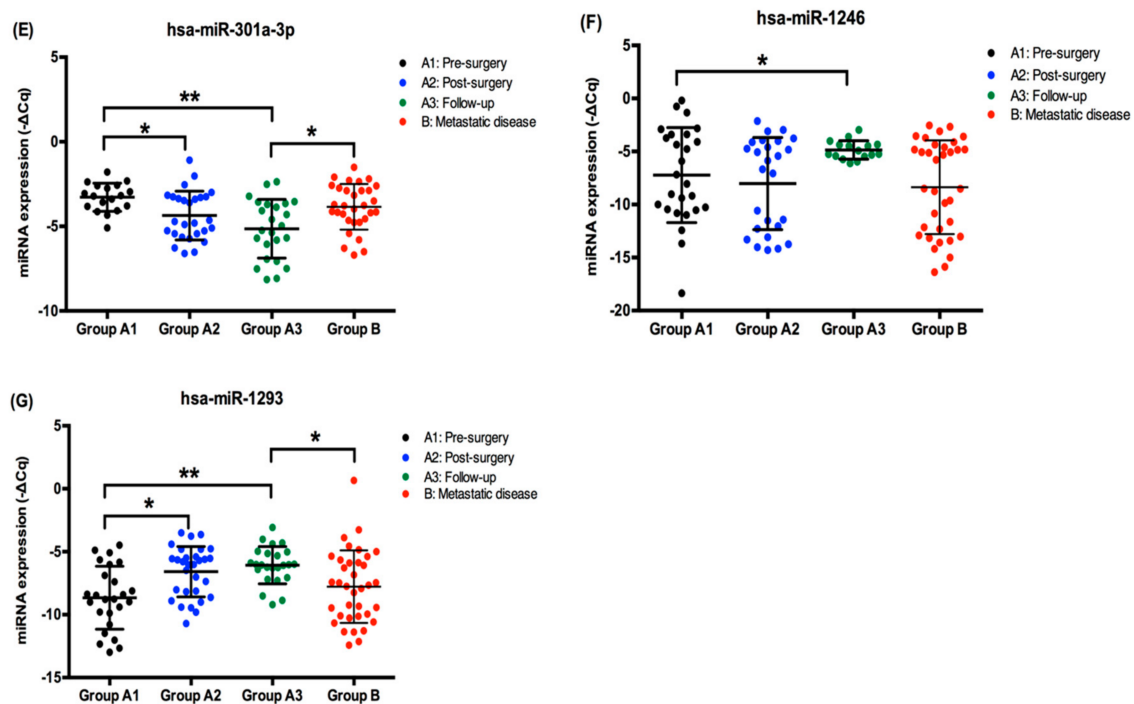 (E)
hsa-miR-301a-3p
miRNA expression (-ΔCq)
5
0
-5
-10
**
*
*
Group A1 Group A2 Group A3 Group B
A1: Pre-surgery
A2: Post-surgery
A3: Follow-up
B: Metastatic disease
(F)
hsa-miR-1246
miRNA expression (-ΔCq)
5
0
-5
-10
-15
-20
*
Group A1 Group A2 Group A3 Group B
A1: Pre-surgery
A2: Post-surgery
A3: Follow-up
B: Metastatic disease
(G)
hsa-miR-1293
miRNA expression (-ΔCq)
5
0
-5
-10
-15
*
**
*
Group A1 Group A2 Group A3 Group B
A1: Pre-surgery
A2: Post-surgery
A3: Follow-up
B: Metastatic disease